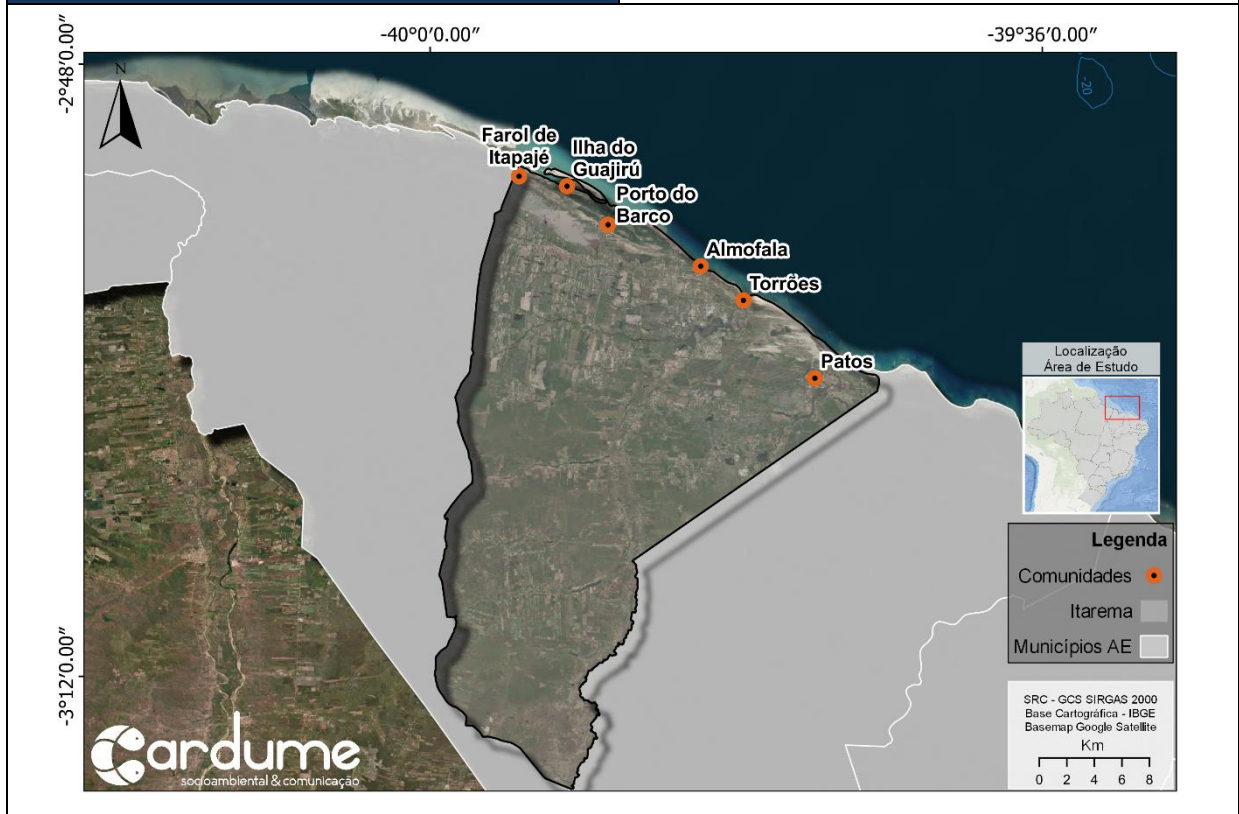 -40°0'0.00"
-39°36'0.00"
-2°48'0.00"
N
-20
Farol de
Itapajé
Ilha do
Guajirú
Porto do
Barco
Almofala
Torrões
Patos
Localização
Área de Estudo
Legenda
Comunidades
Itarema
Municípios AE
-3°12'0.00"
SRC - GCS SIRGAS 2000
Base Cartográfica - IBGE
Basemap Google Satellite
Km
0 2 4 6 8
Cardume
socioambiental & comunicação